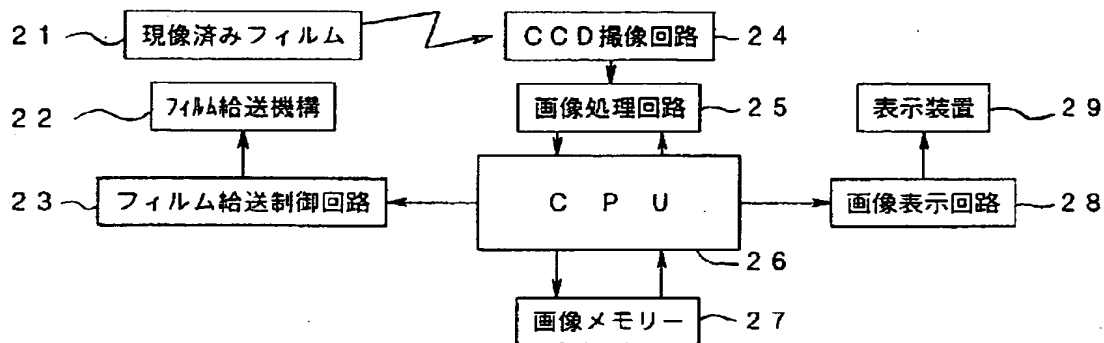 ２１ 現像済みフィルム ＣＣＤ撮像回路 ２４
２２ ﾌｨﾙﾑ給送機構 画像処理回路 ２５ 表示装置 ２９
２３ フィルム給送制御回路 ＣＰＵ 画像表示回路 ２８
２６
画像メモリー ２７